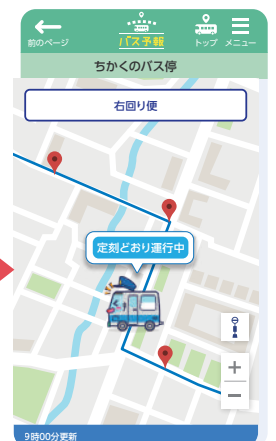 前のページ
バス予報
トップ
メニュー
ちかくのバス停
右回り便
定刻どおり運行中
+
−
9時00分更新